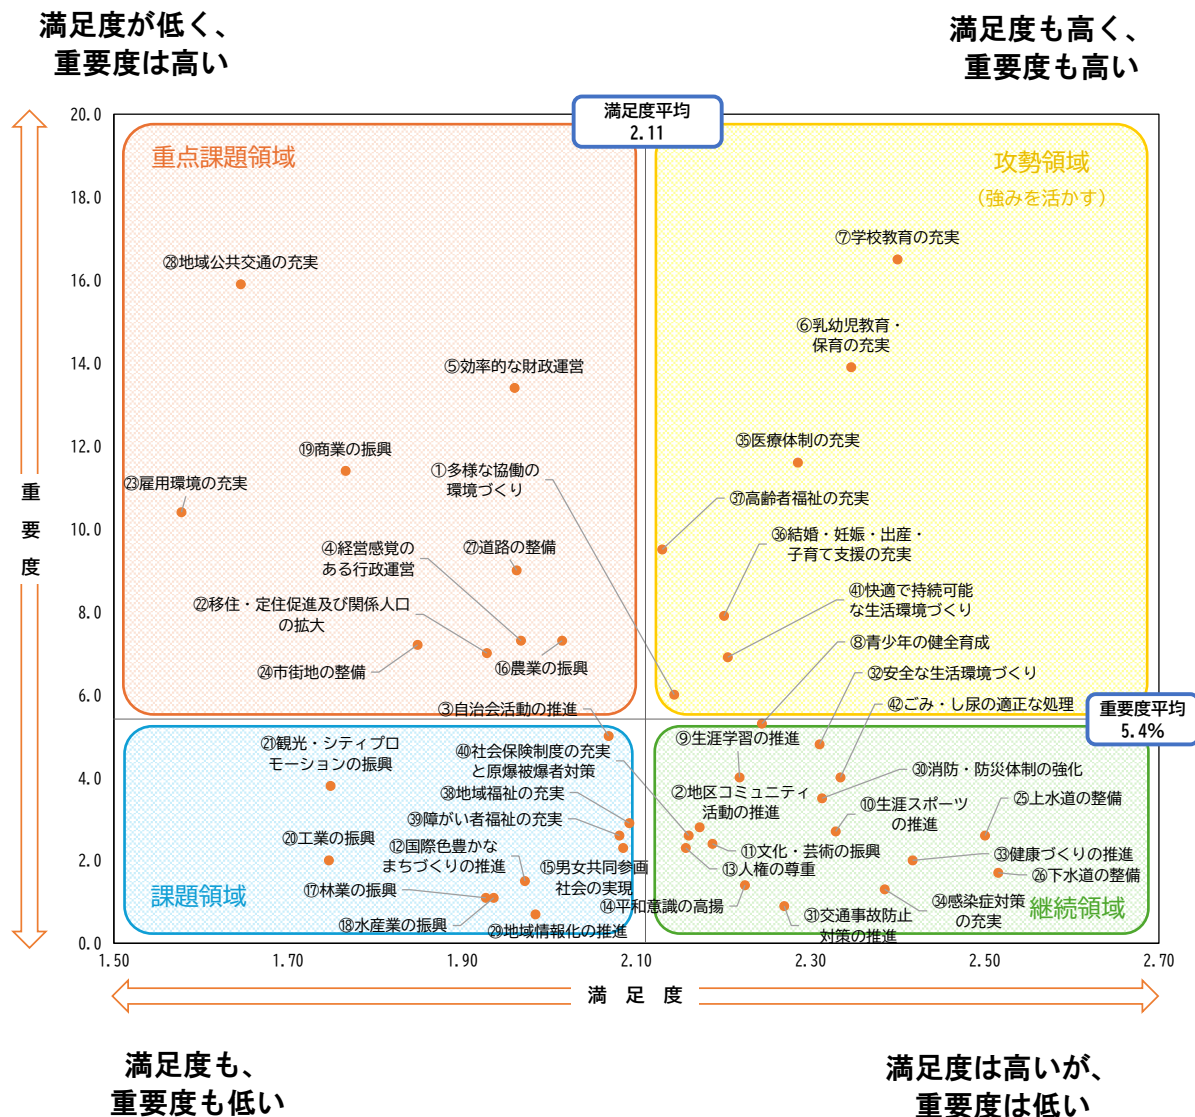 満足度が低く、
重要度は高い
満足度も高く、
重要度も高い
満足度平均
2.11
重点課題領域
攻勢領域
（強みを活かす）
20.0
18.0
16.0
14.0
12.0
10.0
8.0
6.0
4.0
2.0
0.0
重要度
⑦学校教育の充実
㉘地域公共交通の充実
⑥乳幼児教育・
保育の充実
⑤効率的な財政運営
⑲商業の振興
㉟医療体制の充実
①多様な協働の
環境づくり
㉓雇用環境の充実
㊲高齢者福祉の充実
④経営感覚の
ある行政運営
㉗道路の整備
㊱結婚・妊娠・出産・
子育て支援の充実
㉒移住・定住促進及び関係人口
の拡大
㊶快適で持続可能
な生活環境づくり
⑧青少年の健全育成
㉔市街地の整備
⑯農業の振興
㉜安全な生活環境づくり
③自治会活動の推進
㊷ごみ・し尿の適正な処理
重要度平均
5.4%
㉑観光・シティプロ
モーションの振興
㊵社会保険制度の充実
と原爆被爆者対策
⑨生涯学習の推進
㉚消防・防災体制の強化
㊳地域福祉の充実
②地区コミュニティ
活動の推進
⑩生涯スポーツ
の推進
㉕上水道の整備
㊴障がい者福祉の充実
⑳工業の振興
⑫国際色豊かな
まちづくりの推進
⑪文化・芸術の振興
㉝健康づくりの推進
⑮男女共同参画
社会の実現
⑬人権の尊重
㉖下水道の整備
課題領域
⑰林業の振興
⑭平和意識の高揚
㉞感染症対策
の充実
継続領域
⑱水産業の振興
㉙地域情報化の推進
㉛交通事故防止
対策の推進
1.50
1.70
1.90
2.10
2.30
2.50
2.70
満足度
満足度も、
重要度も低い
満足度は高いが、
重要度は低い